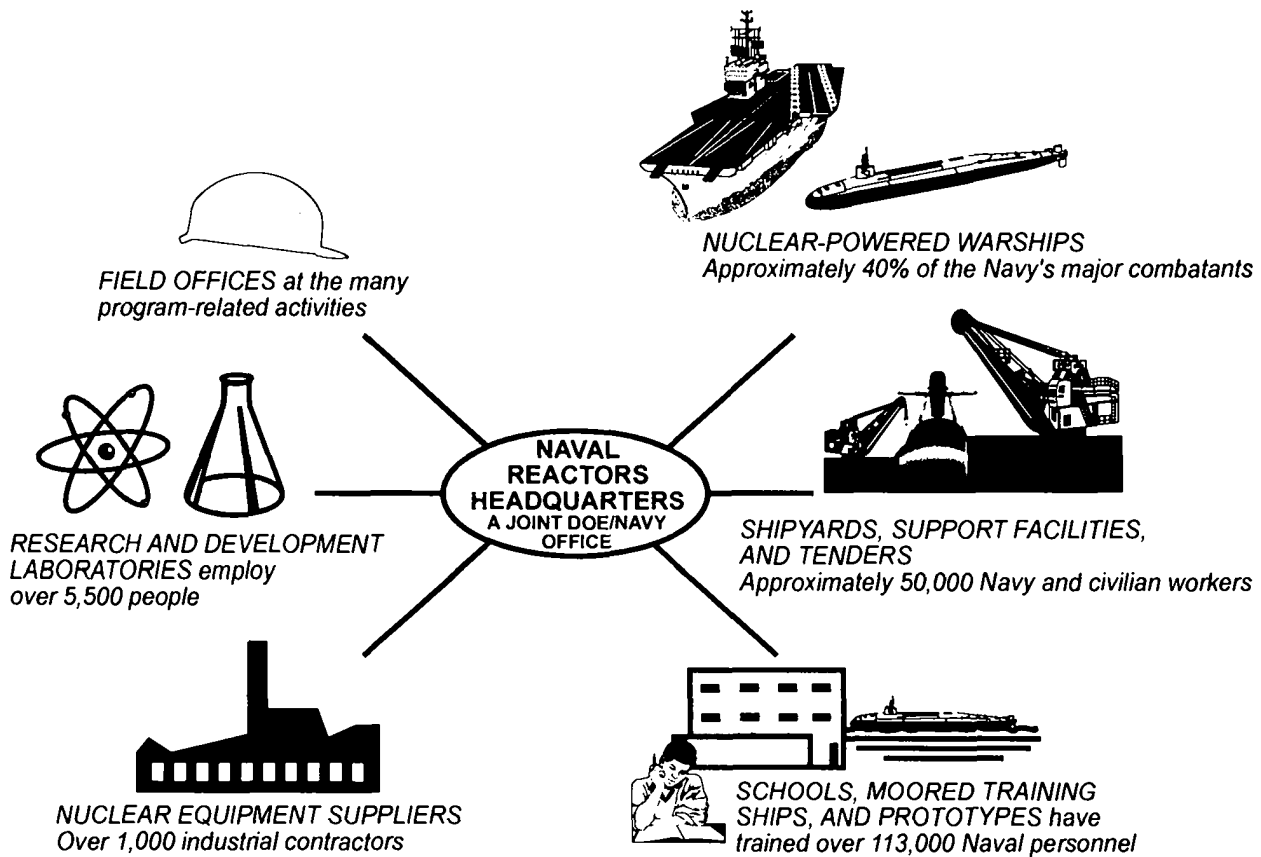 NUCLEAR-POWERED WARSHIPS
Approximately 40% of the Navy's major combatants
FIELD OFFICES at the many
program-related activities
NAVAL
REACTORS
HEADQUARTERS
A JOINT DOE/NAVY
OFFICE
RESEARCH AND DEVELOPMENT
LABORATORIES employ
over 5,500 people
SHIPYARDS, SUPPORT FACILITIES,
AND TENDERS
Approximately 50,000 Navy and civilian workers
NUCLEAR EQUIPMENT SUPPLIERS
Over 1,000 industrial contractors
SCHOOLS, MOORED TRAINING
SHIPS, AND PROTOTYPES have
trained over 113,000 Naval personnel